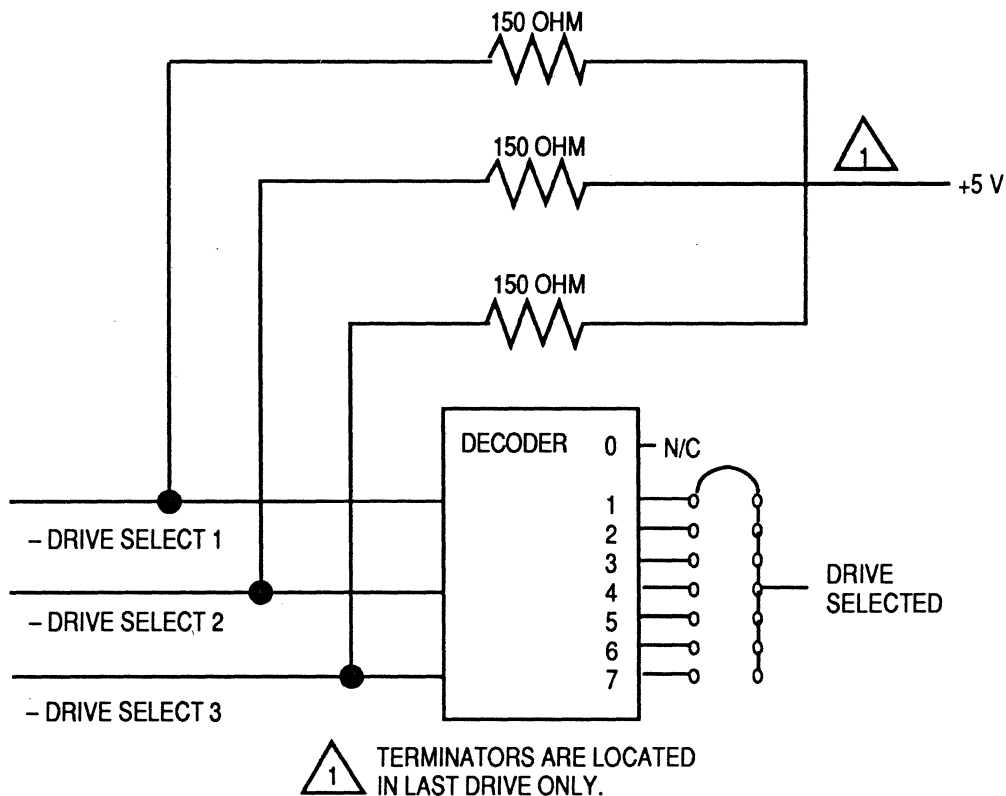 150 OHM
150 OHM
1
+5 V
150 OHM
DECODER 0 N/C
1
– DRIVE SELECT 1
2
3
4
DRIVE
SELECTED
– DRIVE SELECT 2
5
6
7
– DRIVE SELECT 3
1 TERMINATORS ARE LOCATED
IN LAST DRIVE ONLY.